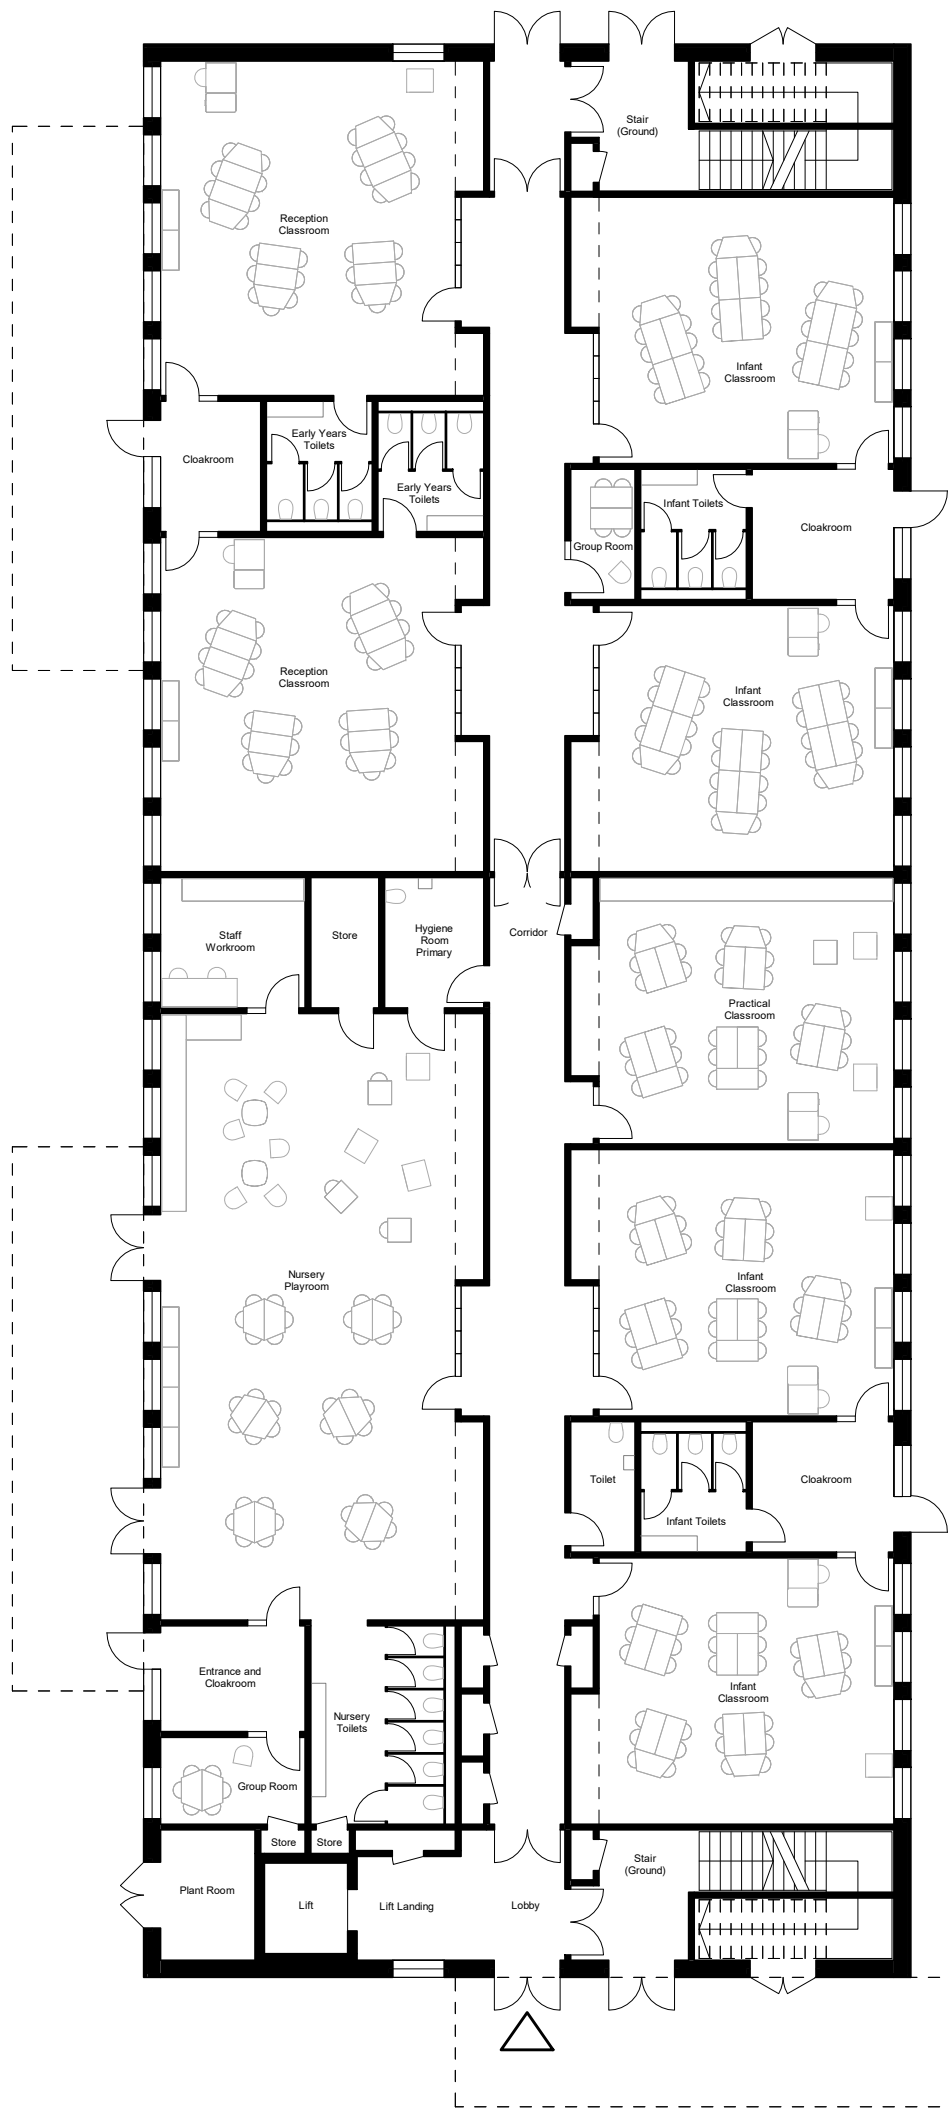 Stair
(Ground)
Reception
Classroom
Infant
Classroom
Early Years
Toilets
Cloakroom
Early Years
Toilets
Infant Toilets
Cloakroom
Group Room
Reception
Classroom
Infant
Classroom
Staff
Workroom
Store
Hygiene
Room
Primary
Corridor
Practical
Classroom
Nursery
Playroom
Infant
Classroom
Toilet
Cloakroom
Infant Toilets
Entrance and
Cloakroom
Nursery
Toilets
Infant
Classroom
Group Room
Store
Store
Stair
(Ground)
Plant Room
Lift
Lift Landing
Lobby